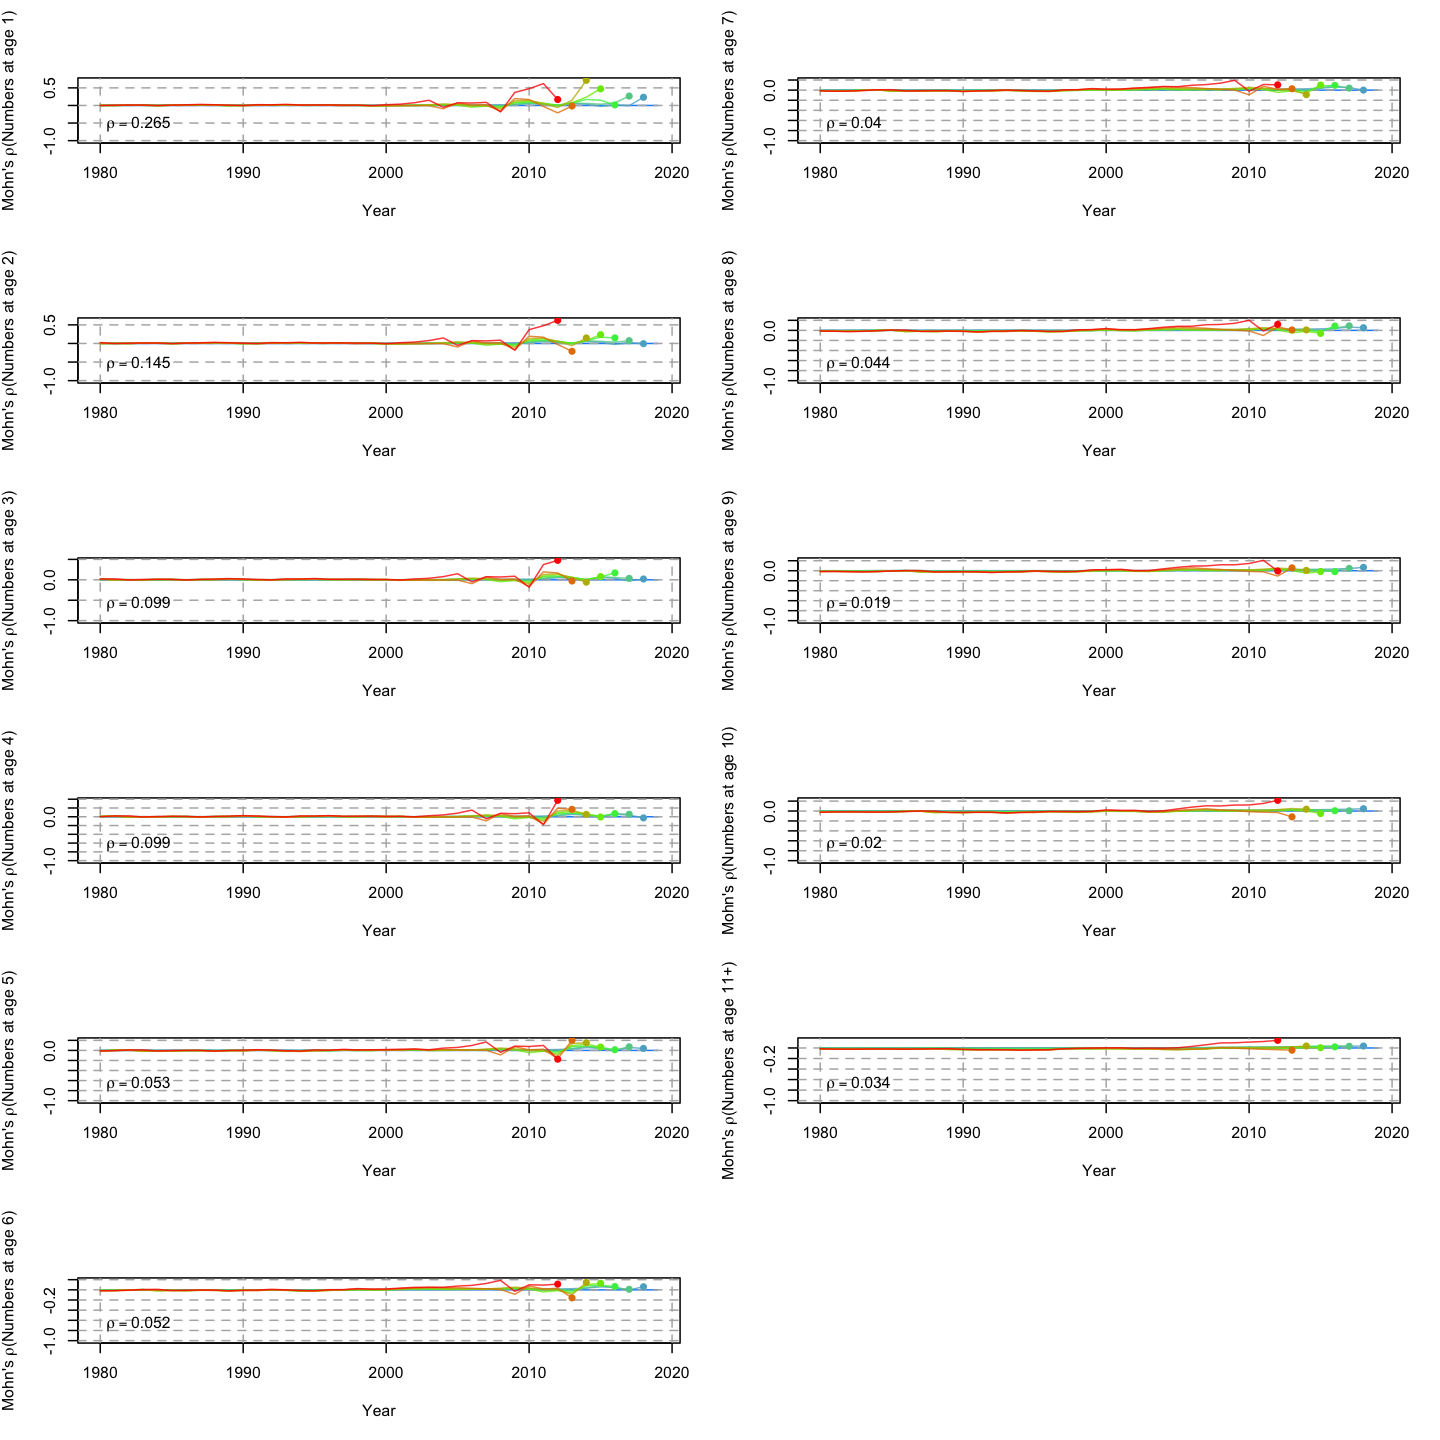 Mohn's ρ(Numbers at age 1)
0.5
-1.0
ρ = 0.265
1980 1990 2000 2010 2020
Year
Mohn's ρ(Numbers at age 2)
0.5
-1.0
ρ = 0.145
1980 1990 2000 2010 2020
Year
Mohn's ρ(Numbers at age 3)
0.0
-1.0
ρ = 0.099
1980 1990 2000 2010 2020
Year
Mohn's ρ(Numbers at age 4)
0.0
-1.0
ρ = 0.099
1980 1990 2000 2010 2020
Year
Mohn's ρ(Numbers at age 5)
0.0
-1.0
ρ = 0.053
1980 1990 2000 2010 2020
Year
Mohn's ρ(Numbers at age 6)
-0.2
-1.0
ρ = 0.052
1980 1990 2000 2010 2020
Year
Mohn's ρ(Numbers at age 7)
0.0
-1.0
ρ = 0.04
1980 1990 2000 2010 2020
Year
Mohn's ρ(Numbers at age 8)
0.0
-1.0
ρ = 0.044
1980 1990 2000 2010 2020
Year
Mohn's ρ(Numbers at age 9)
0.0
-1.0
ρ = 0.019
1980 1990 2000 2010 2020
Year
Mohn's ρ(Numbers at age 10)
0.0
-1.0
ρ = 0.02
1980 1990 2000 2010 2020
Year
Mohn's ρ(Numbers at age 11+)
-0.2
-1.0
ρ = 0.034
1980 1990 2000 2010 2020
Year